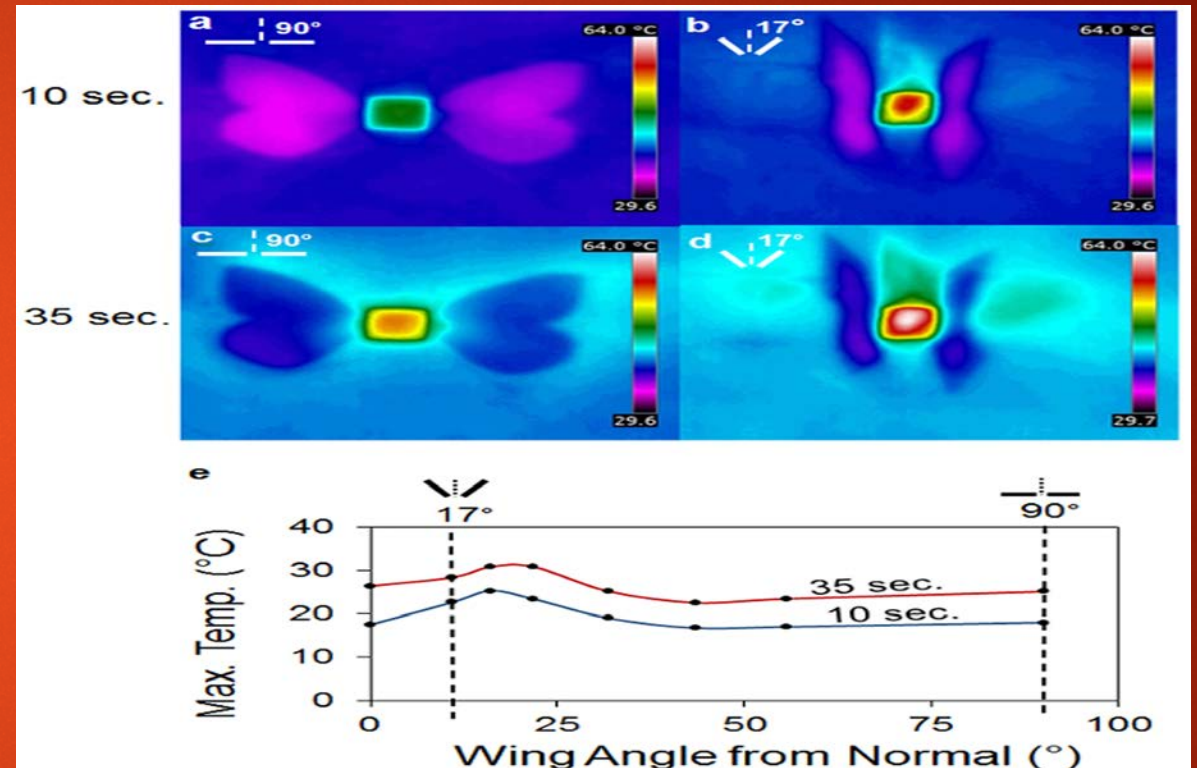 a 90° 64.0 °C
b 17° 64.0 °C
10 sec.
29.6
29.6
c 90° 64.0 °C
d 17° 64.0 °C
35 sec.
29.6
29.7
e
17°
90°
Max. Temp. (°C)
40
30
20
10
0
35 sec.
10 sec.
0 25 50 75 100
Wing Angle from Normal (°)